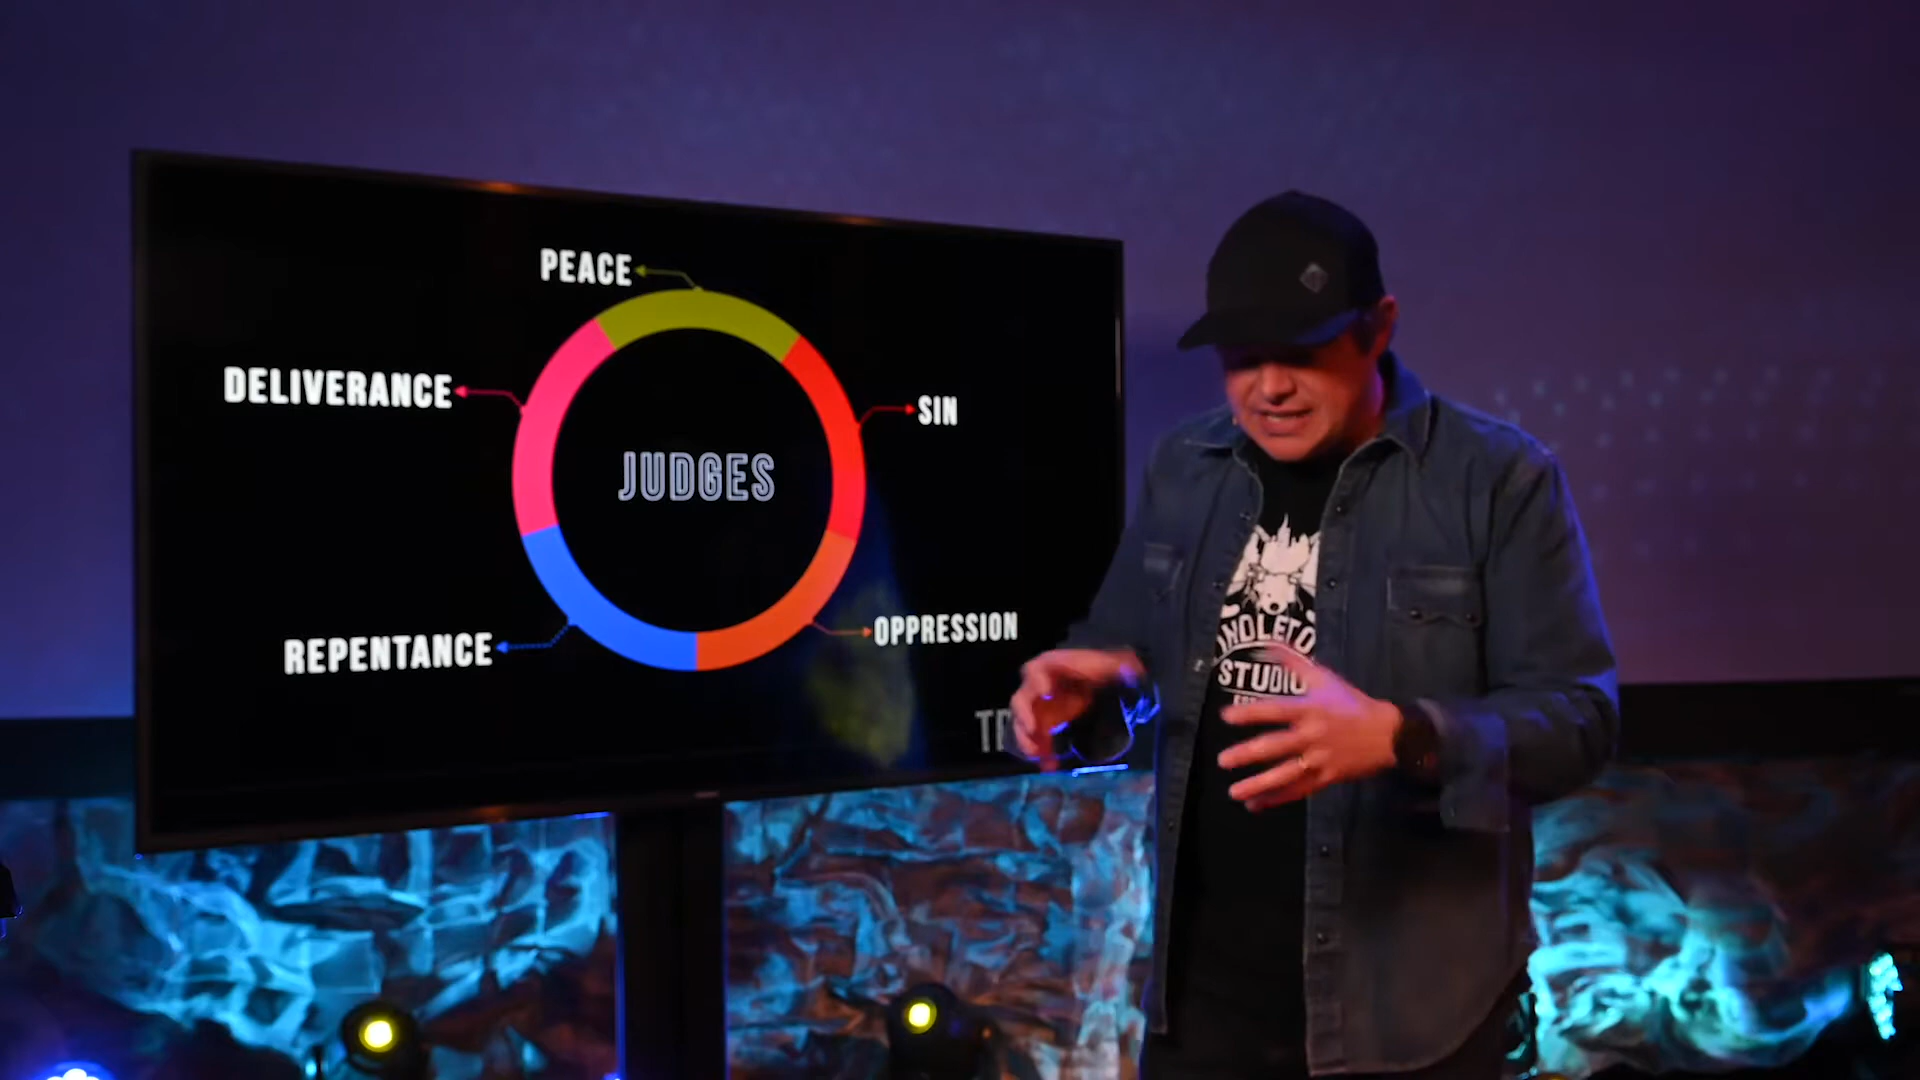 PEACE
DELIVERANCE
SIN
JUDGES
OPPRESSION
REPENTANCE
STUDIO